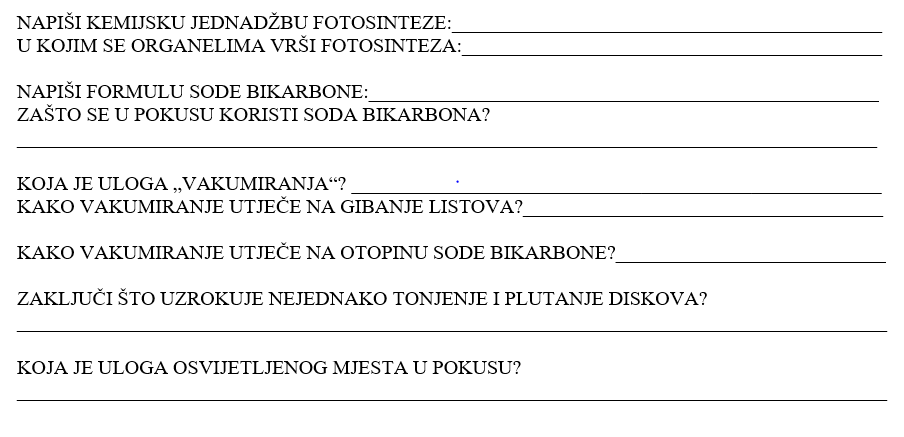 NAPIŠI KEMIJSKU JEDNADŽBU FOTOSINTEZE:
U KOJIM SE ORGANELIMA VRŠI FOTOSINTEZA:
NAPIŠI FORMULU SODE BIKARBONE:
ZAŠTO SE U POKUSU KORISTI SODA BIKARBONA?
KOJA JE ULOGA „VAKUMIRANJA“?
KAKO VAKUMIRANJE UTJEČE NA GIBANJE LISTOVA?
KAKO VAKUMIRANJE UTJEČE NA OTOPINU SODE BIKARBONE?
ZAKLJUČI ŠTO UZROKUJE NEJEDNAKO TONJENJE I PLUTANJE DISKOVA?
KOJA JE ULOGA OSVIJETLJENOG MJESTA U POKUSU?